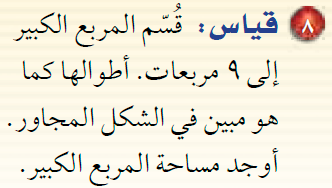 ٨ قياس: قُسّم المربع الكبير
إلى ٩ مربعات. أطوالها كما
هو مبين في الشكل المجاور.
أوجد مساحة المربع الكبير.